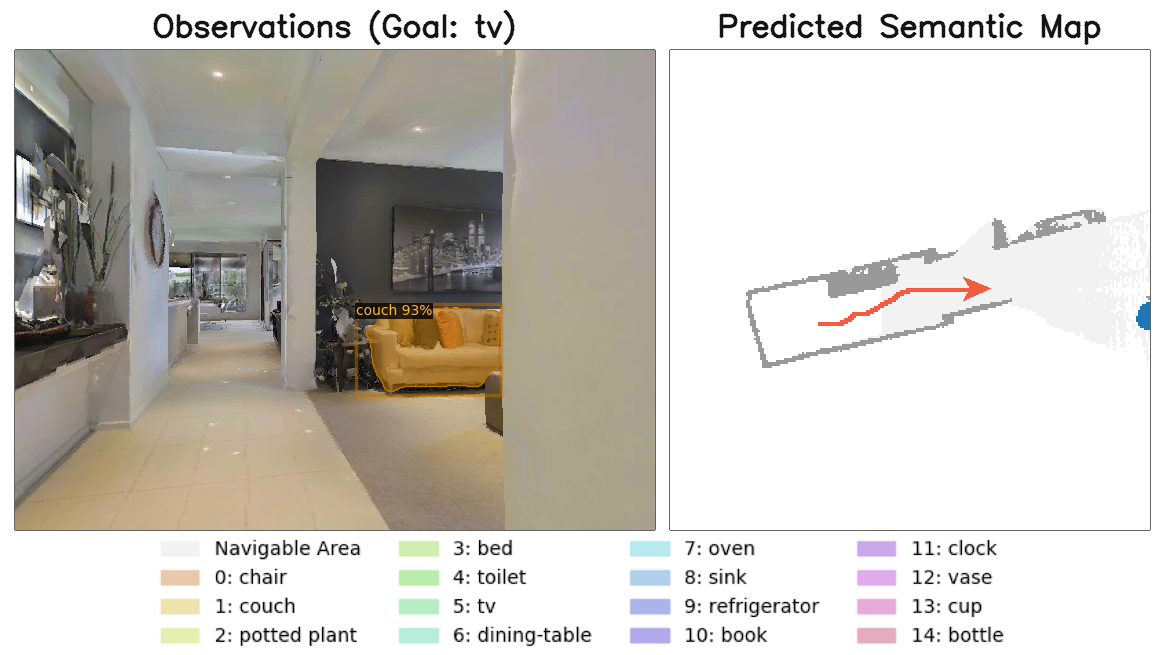 Observations (Goal: tv)
Predicted Semantic Map
couch 93%
Navigable Area
0: chair
1: couch
2: potted plant
3: bed
4: toilet
5: tv
6: dining-table
7: oven
8: sink
9: refrigerator
10: book
11: clock
12: vase
13: cup
14: bottle